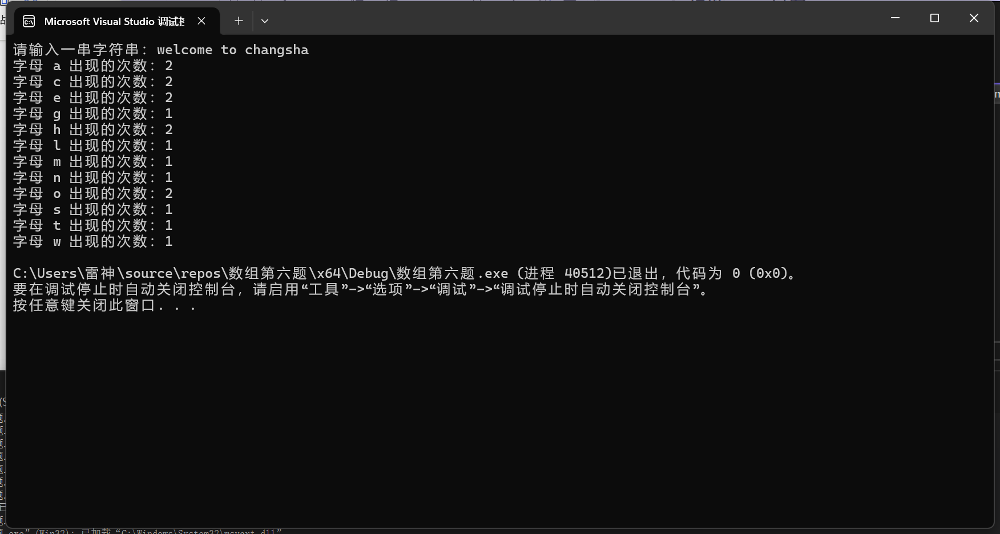 Microsoft Visual Studio 调试
请输入一串字符串: welcome to changsha
字母 a 出现的次数: 2
字母 c 出现的次数: 2
字母 e 出现的次数: 2
字母 g 出现的次数: 1
字母 h 出现的次数: 2
字母 l 出现的次数: 1
字母 m 出现的次数: 1
字母 n 出现的次数: 1
字母 o 出现的次数: 2
字母 s 出现的次数: 1
字母 t 出现的次数: 1
字母 w 出现的次数: 1
C:\Users\雷神\source\repos\数组第六题\x64\Debug\数组第六题.exe (进程 40512)已退出，代码为 0 (0x0)。
要在调试停止时自动关闭控制台，请启用“工具”->“选项”->“调试”->“调试停止时自动关闭控制台”。
按任意键关闭此窗口. . .
.exe” (Win32): 已加载 “C:\Windows\System32\msvcrt.dll”